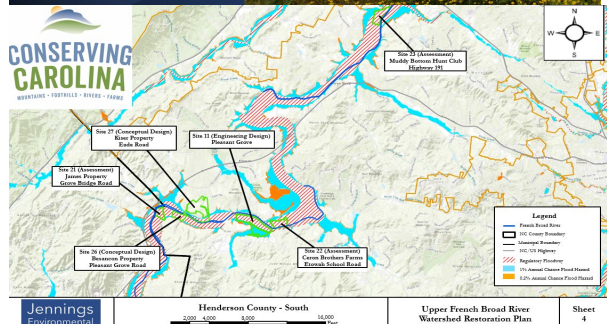 CONSERVING
CAROLINA
MOUNTAINS · FOOTHILLS · RIVERS · FARMS
N
W
E
S
Site 23 (Assessment)
Muddy Bottom Hunt Club
Highway 191
Site 27 (Conceptual Design)
Kiser Property
Eade Road
Site 11 (Engineering Design)
Pleasant Grove
Site 21 (Assessment)
James Property
Grove Bridge Road
Site 26 (Conceptual Design)
Besancon Property
Pleasant Grove Road
Site 22 (Assessment)
Caron Brothers Farms
Etowah School Road
Legend
French Broad River
NC County Boundary
Municipal Boundary
NC/US Highway
Regulatory Floodway
1% Annual Chance Flood Hazard
0.2% Annual Chance Flood Hazard
Jennings
Environmental
Henderson County - South
2,000 4,000 8,000 16,000
Feet
Upper French Broad River
Watershed Restoration Plan
Sheet
4